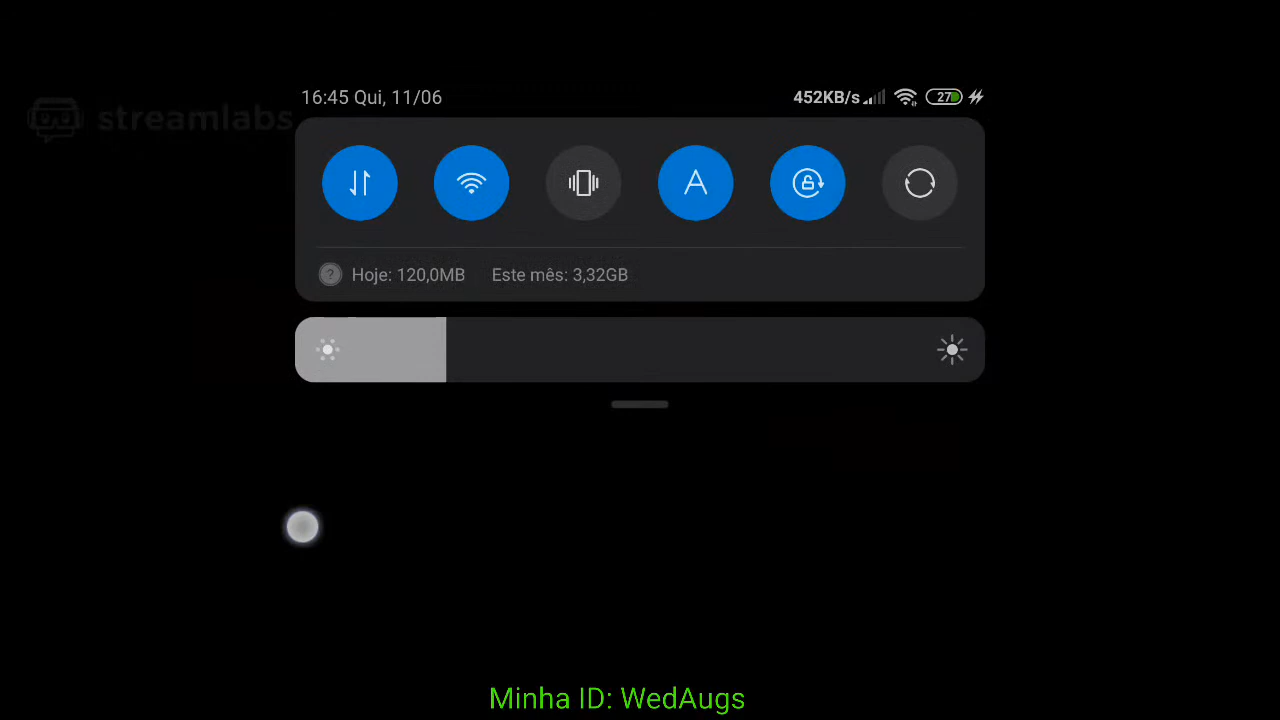 16:45 Qui, 11/06
452KB/s 27
streamlabs
A
Hoje: 120,0MB Este mês: 3,32GB
Minha ID: WedAugs